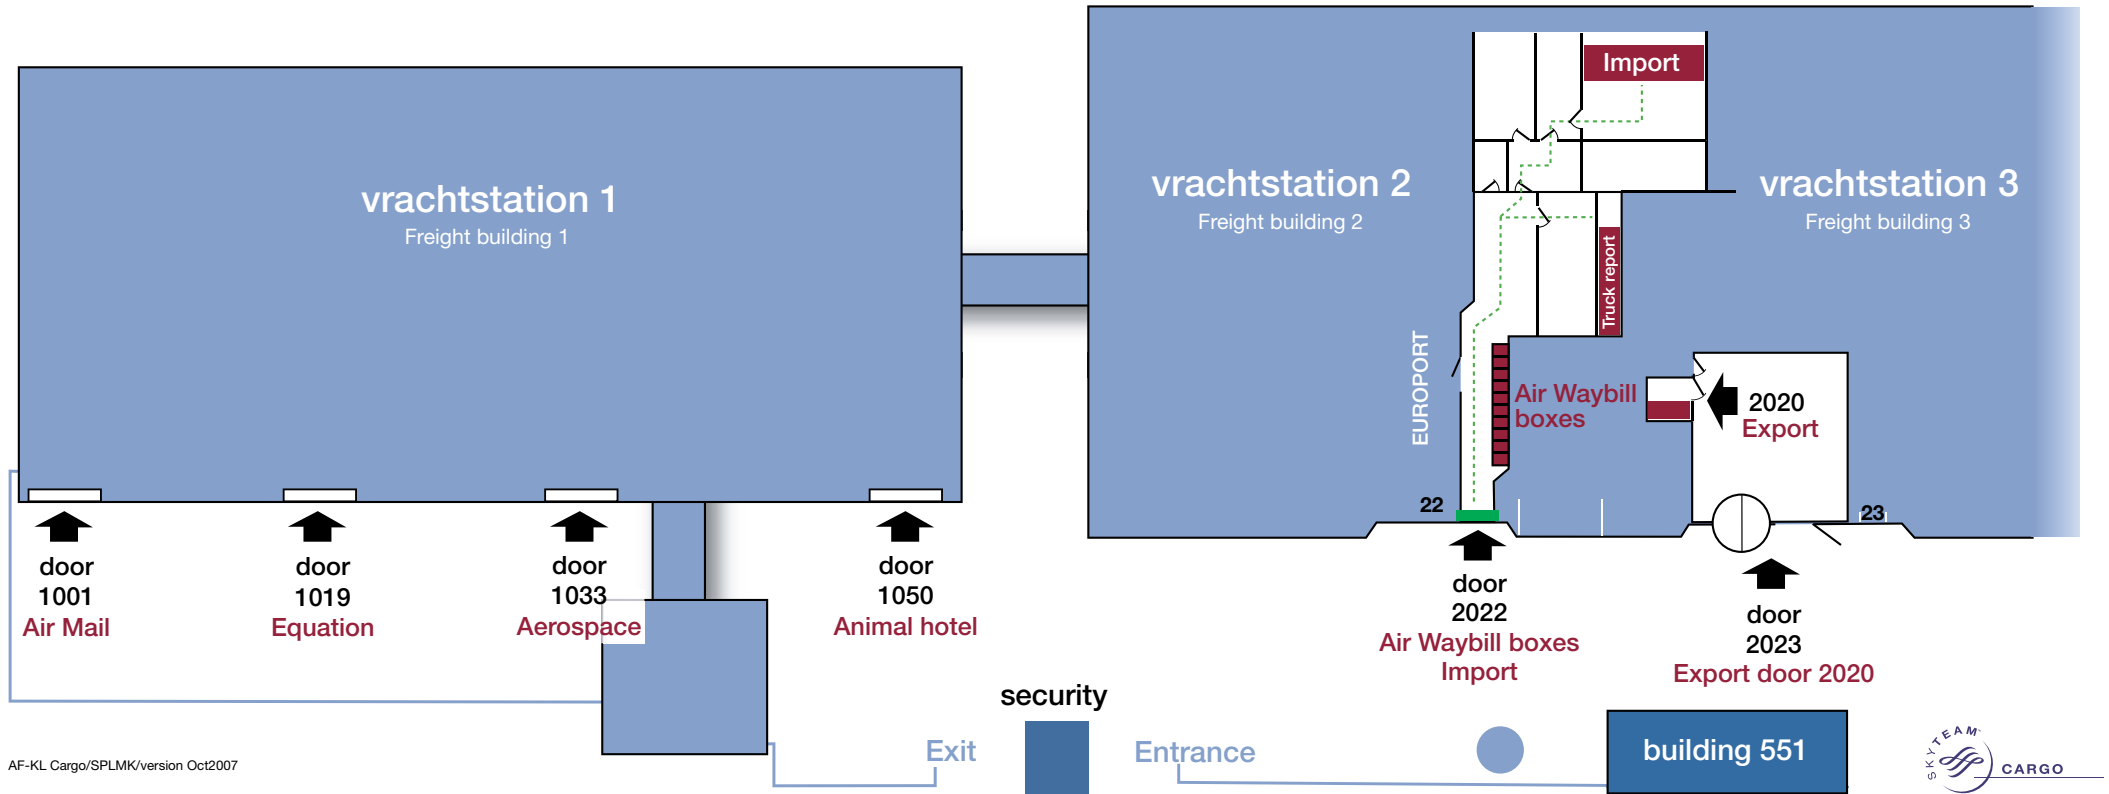 vrachtstation 1
Freight building 1
vrachtstation 2
Freight building 2
vrachtstation 3
Freight building 3
Import
Truck report
EUROPORT
Air Waybill
boxes
2020
Export
22
23
door
1001
Air Mail
door
1019
Equation
door
1033
Aerospace
door
1050
Animal hotel
door
2022
Air Waybill boxes
Import
door
2023
Export door 2020
security
Exit
Entrance
building 551
AF-KL Cargo/SPLMK/version Oct2007
SKYTEAM
CARGO